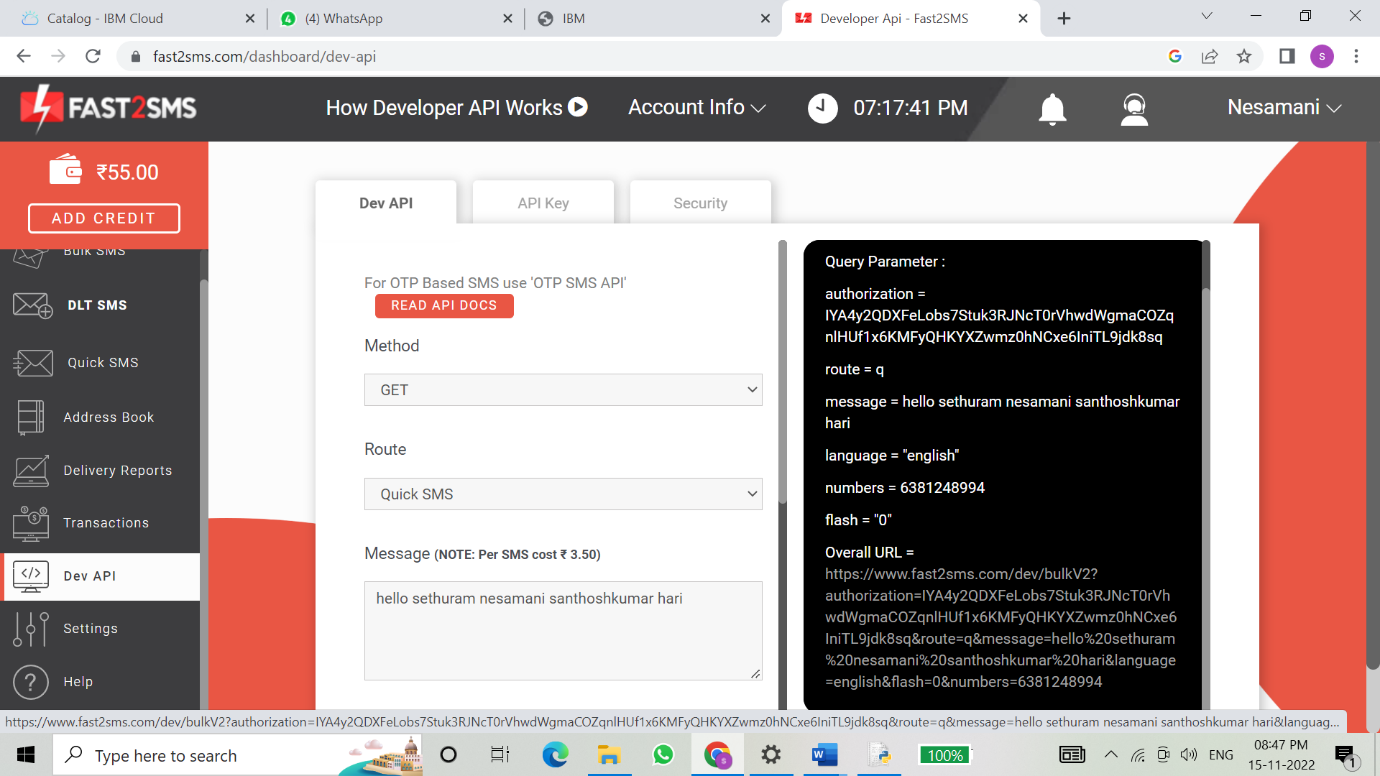 Catalog - IBM Cloud
(4) WhatsApp
IBM
Developer Api - Fast2SMS
fast2sms.com/dashboard/dev-api
FAST2SMS
How Developer API Works
Account Info
07:17:41 PM
Nesamani
₹55.00
ADD CREDIT
Bulk SMS
DLT SMS
Quick SMS
Address Book
Delivery Reports
Transactions
Dev API
Settings
Help
Dev API
API Key
Security
For OTP Based SMS use 'OTP SMS API'
READ API DOCS
Method
GET
Route
Quick SMS
Message (NOTE: Per SMS cost ₹ 3.50)
hello sethuram nesamani santhoshkumar hari
Query Parameter :
authorization =
IYA4y2QDXFeLobs7Stuk3RJNcT0rVhwdWgmaCOZq
nlHUf1x6KMFyQHKYXZwmz0hNCxe6IniTL9jdk8sq
route = q
message = hello sethuram nesamani santhoshkumar
hari
language = "english"
numbers = 6381248994
flash = "0"
Overall URL =
https://www.fast2sms.com/dev/bulkV2?
authorization=IYA4y2QDXFeLobs7Stuk3RJNcT0rVh
wdWgmaCOZqnlHUf1x6KMFyQHKYXZwmz0hNCxe6
IniTL9jdk8sq&route=q&message=hello%20sethuram
%20nesamani%20santhoshkumar%20hari&language
=english&flash=0&numbers=6381248994
https://www.fast2sms.com/dev/bulkV2?authorization=IYA4y2QDXFeLobs7Stuk3RJNcT0rVhwdWgmaCOZqnlHUf1x6KMFyQHKYXZwmz0hNCxe6IniTL9jdk8sq&route=q&message=hello sethuram nesamani santhoshkumar hari&languag...
Type here to search
100%
ENG
08:47 PM
15-11-2022
1